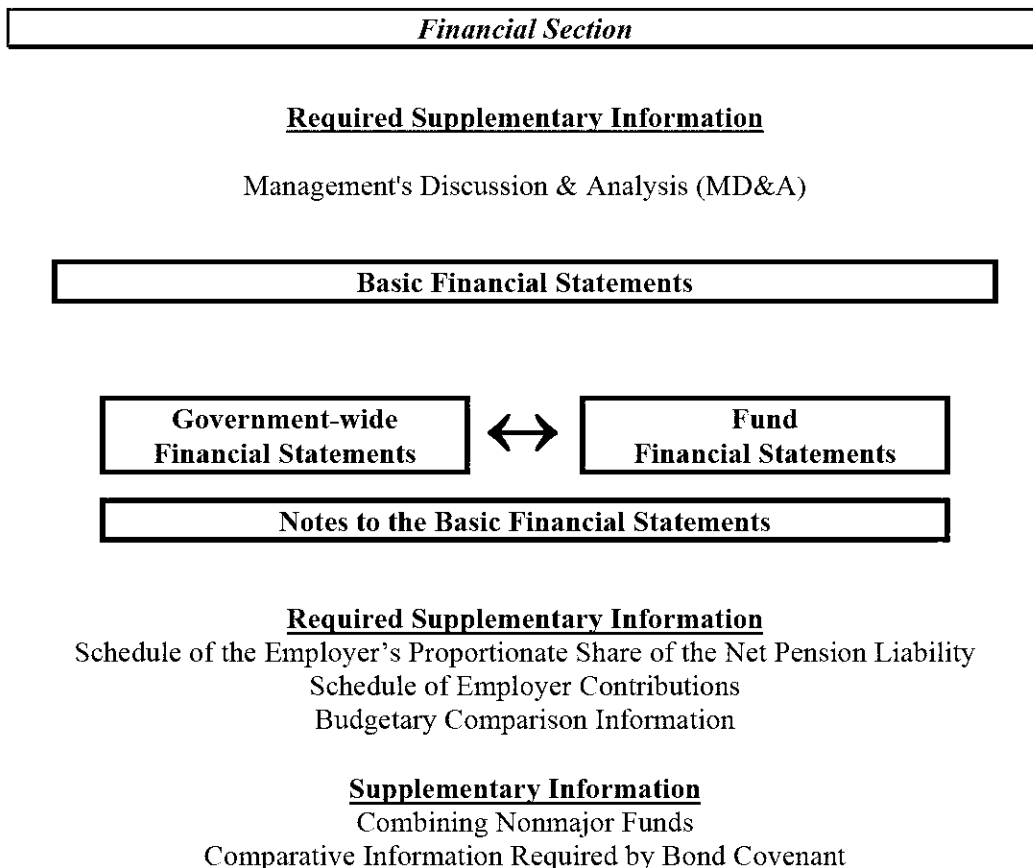 Financial Section
Required Supplementary Information
Management's Discussion & Analysis (MD&A)
Basic Financial Statements
Government-wide
Financial Statements
Fund
Financial Statements
Notes to the Basic Financial Statements
Required Supplementary Information
Schedule of the Employer’s Proportionate Share of the Net Pension Liability
Schedule of Employer Contributions
Budgetary Comparison Information
Supplementary Information
Combining Nonmajor Funds
Comparative Information Required by Bond Covenant